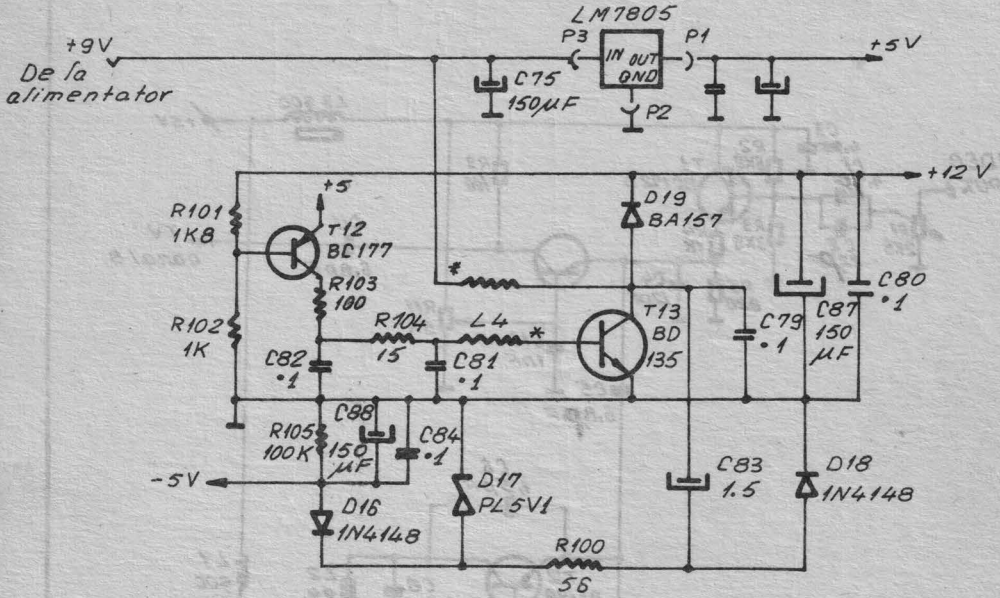 LM7805
+9V
P3
P1
+5V
IN OUT
GND
De la
alimentator
C75
150µF
P2
+12 V
+5
D19
BA157
R101
1K8
T12
BC177
*
R103
100
C80
.1
T13
BD
135
C79
.1
C87
150
µF
R102
1K
R104
15
L4
*
C82
.1
C81
.1
C88
150
µF
R105
100K
C84
.1
-5V
D17
PL5V1
C83
1.5
D18
1N4148
D16
1N4148
R100
56